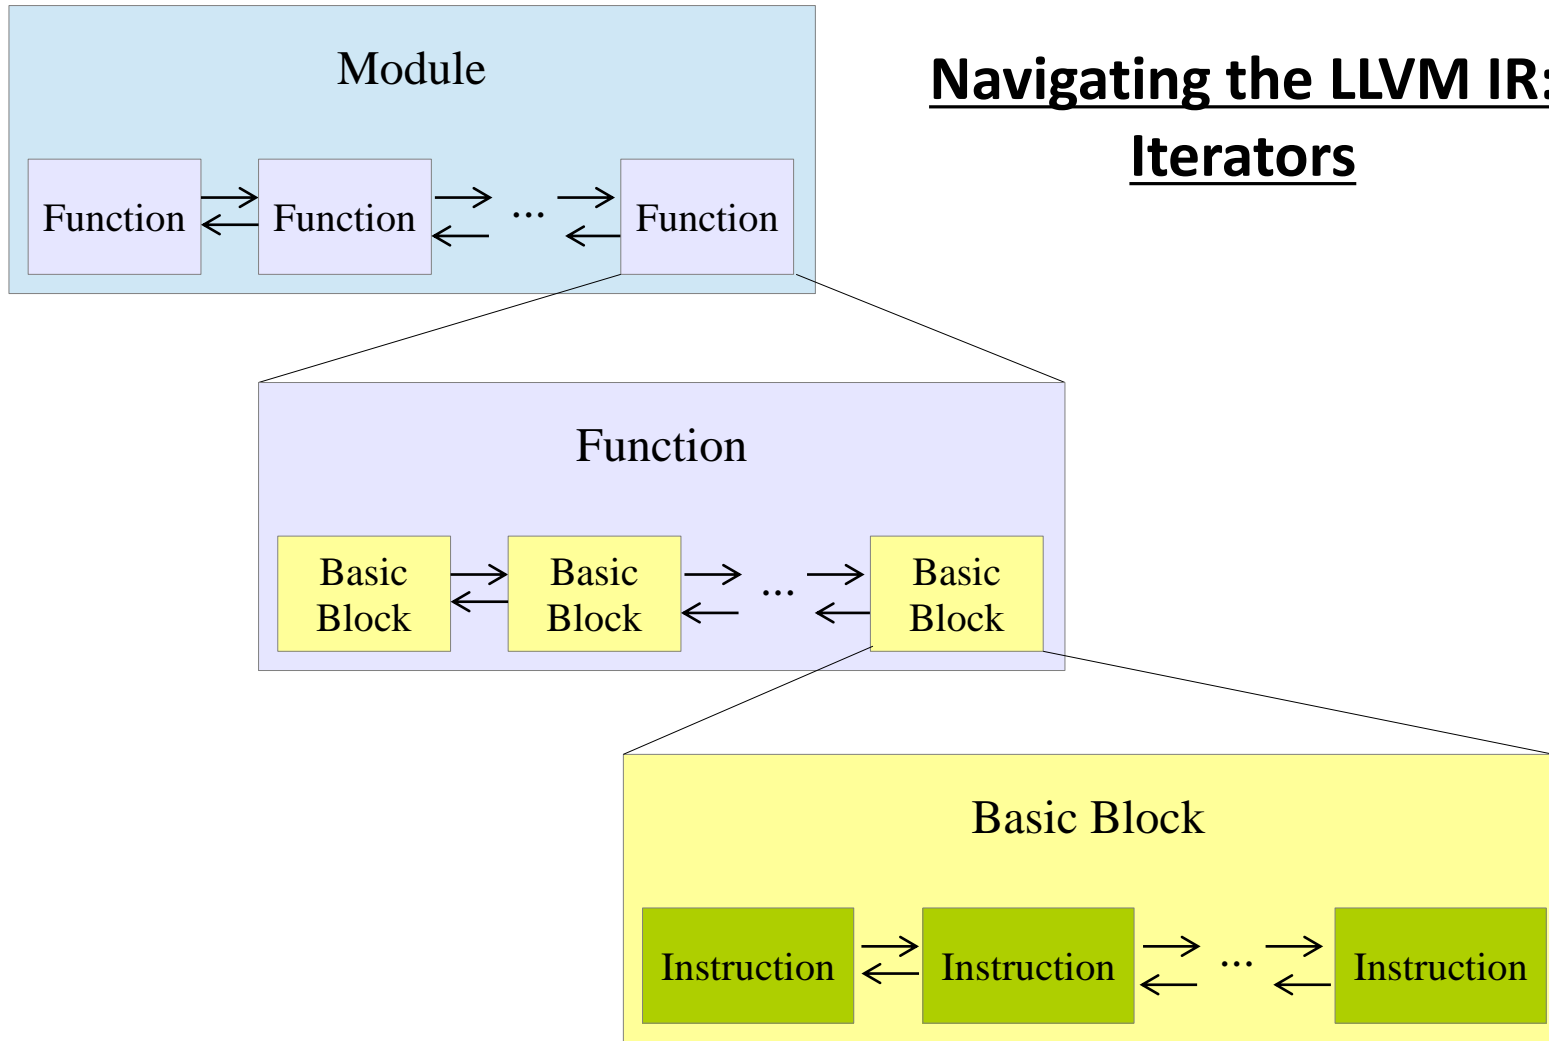 Module
Navigating the LLVM IR:
Iterators
Function Function ... Function
Function
Basic Basic ... Basic
Block Block Block
Basic Block
Instruction Instruction ... Instruction